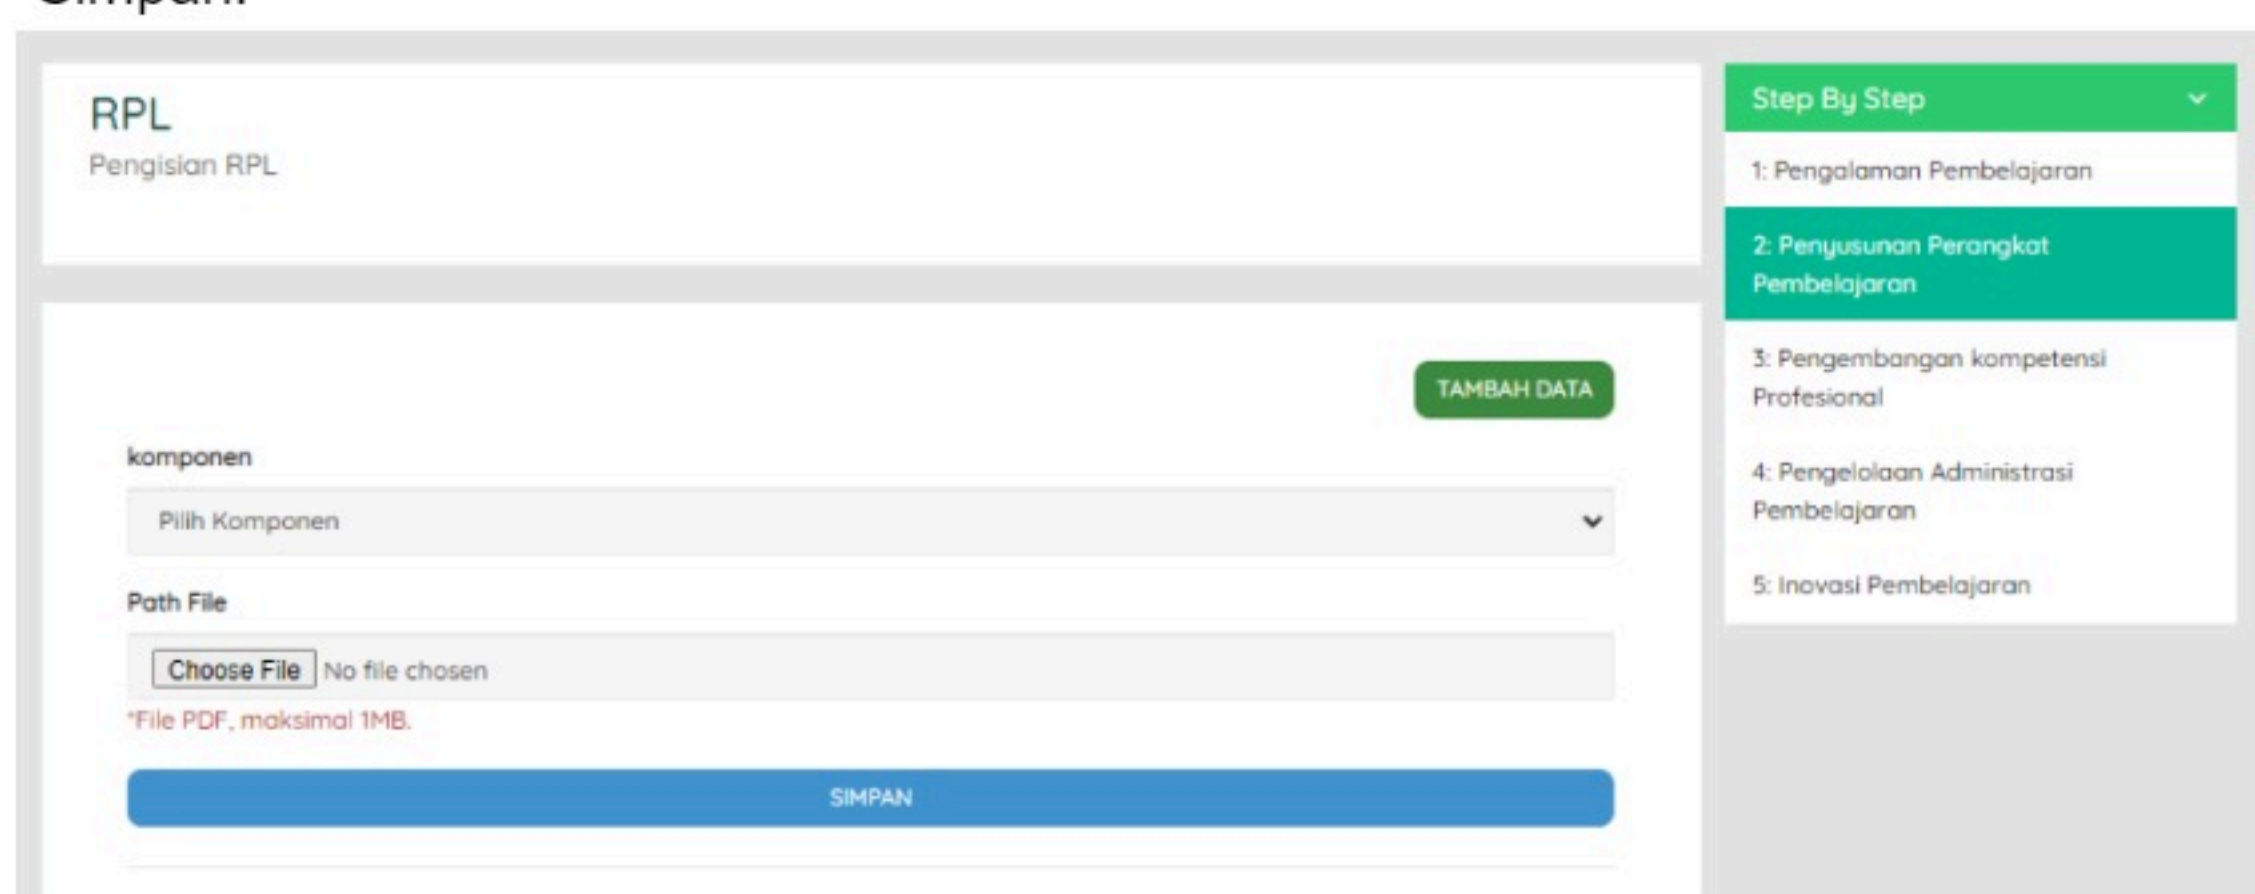 RPL
Pengisian RPL
TAMBAH DATA
komponen
Pilih Komponen
Path File
Choose File No file chosen
*File PDF, maksimal 1MB.
SIMPAN
Step By Step
1: Pengalaman Pembelajaran
2: Penyusunan Perangkat
Pembelajaran
3: Pengembangan kompetensi
Profesional
4: Pengelolaan Administrasi
Pembelajaran
5: Inovasi Pembelajaran